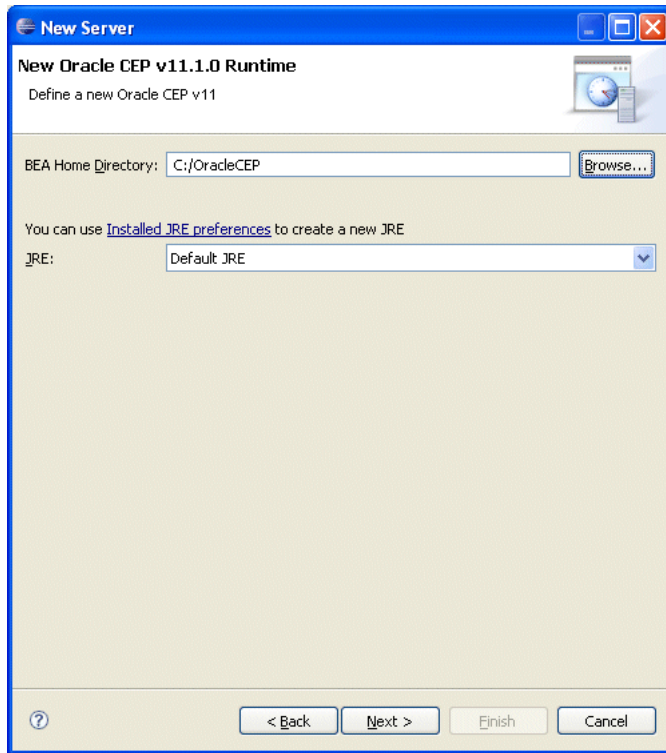 New Server
New Oracle CEP v11.1.0 Runtime
Define a new Oracle CEP v11
BEA Home Directory: C:/OracleCEP Browse...
You can use Installed JRE preferences to create a new JRE
JRE: Default JRE
? < Back Next > Finish Cancel